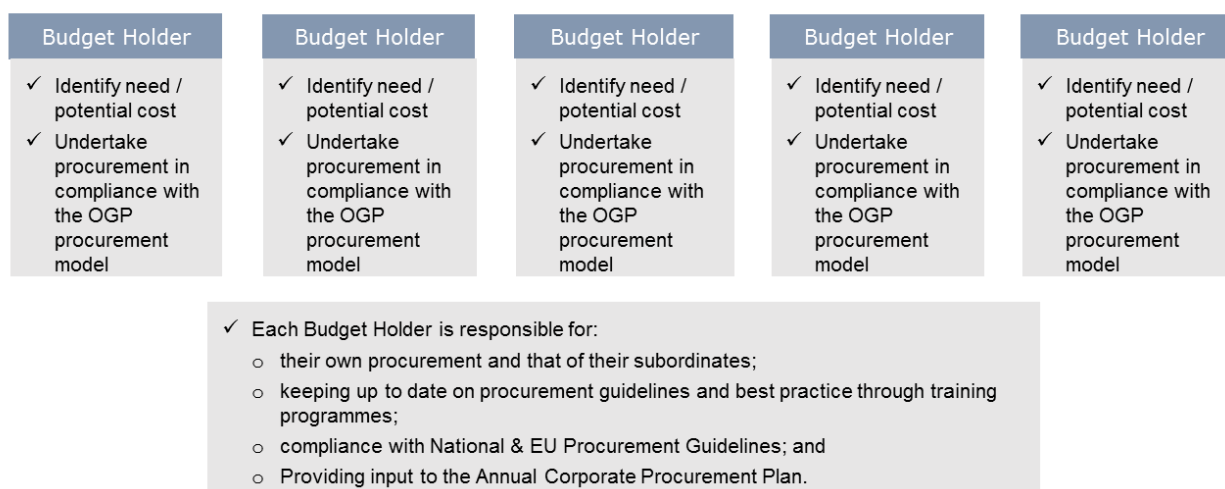 Budget Holder
✓ Identify need /
potential cost
✓ Undertake
procurement in
compliance with
the OGP
procurement
model
Budget Holder
✓ Identify need /
potential cost
✓ Undertake
procurement in
compliance with
the OGP
procurement
model
Budget Holder
✓ Identify need /
potential cost
✓ Undertake
procurement in
compliance with
the OGP
procurement
model
Budget Holder
✓ Identify need /
potential cost
✓ Undertake
procurement in
compliance with
the OGP
procurement
model
Budget Holder
✓ Identify need /
potential cost
✓ Undertake
procurement in
compliance with
the OGP
procurement
model
✓ Each Budget Holder is responsible for:
o their own procurement and that of their subordinates;
o keeping up to date on procurement guidelines and best practice through training
programmes;
o compliance with National & EU Procurement Guidelines; and
o Providing input to the Annual Corporate Procurement Plan.